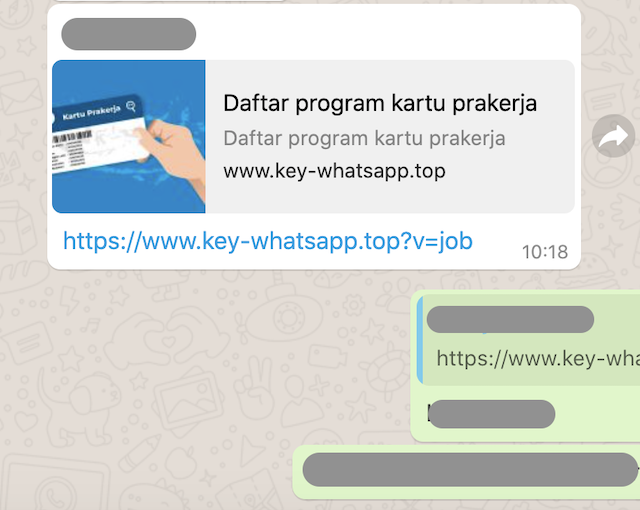 Kartu Prakerja
Daftar program kartu prakerja
Daftar program kartu prakerja
www.key-whatsapp.top
https://www.key-whatsapp.top?v=job
10:18
https://www.key-wha